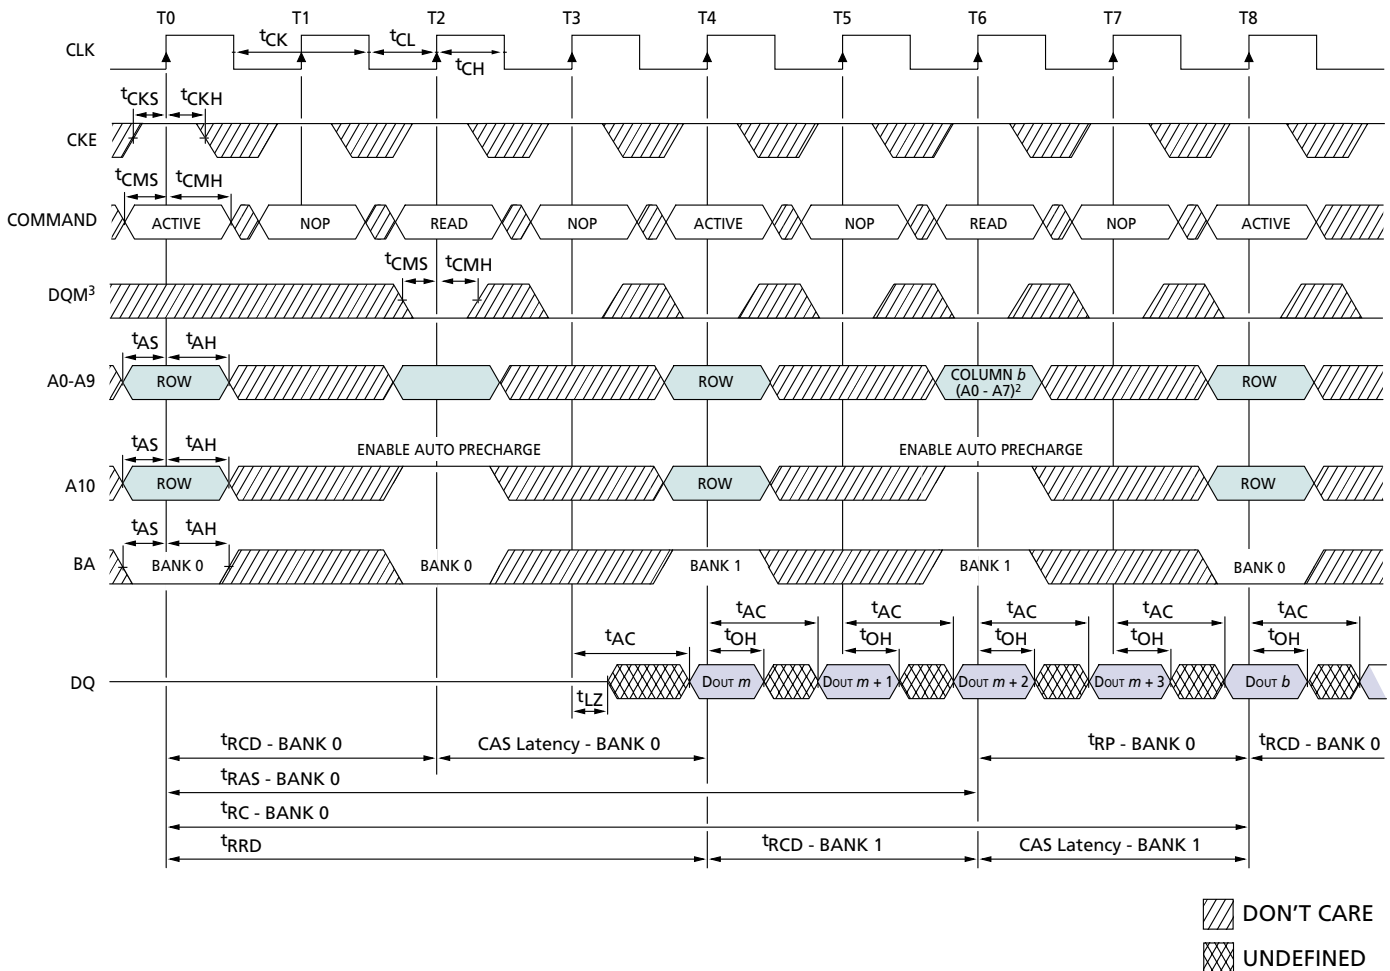 T0 T1 T2 T3 T4 T5 T6 T7 T8
CLK
tCK tCL
tCH
tCKS tCKH
CKE
tCMS tCMH
COMMAND ACTIVE NOP READ NOP ACTIVE NOP READ NOP ACTIVE
tCMS tCMH
DQM3
tAS tAH
A0-A9 ROW ROW COLUMN b ROW
(A0 - A7)2
tAS tAH ENABLE AUTO PRECHARGE ENABLE AUTO PRECHARGE
A10 ROW ROW ROW
tAS tAH
BA BANK 0 BANK 0 BANK 1 BANK 1 BANK 0
tAC tAC tAC tAC tAC
tAC tOH tOH tOH tOH tOH
DQ DOUT m DOUT m + 1 DOUT m + 2 DOUT m + 3 DOUT b
tLZ
tRCD - BANK 0 CAS Latency - BANK 0 tRP - BANK 0 tRCD - BANK 0
tRAS - BANK 0
tRC - BANK 0
tRRD tRCD - BANK 1 CAS Latency - BANK 1
DON'T CARE
UNDEFINED